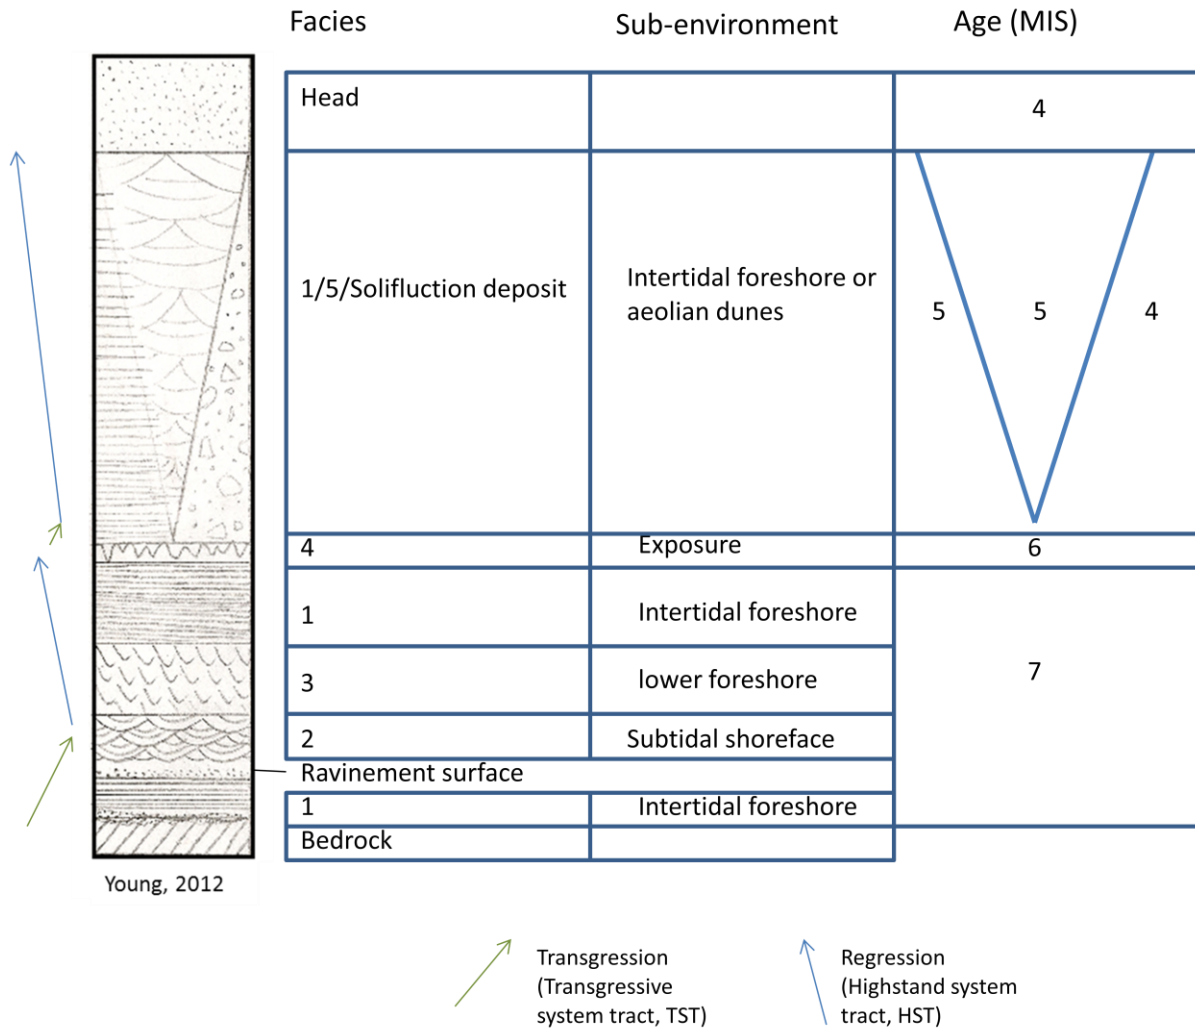 Facies Sub-environment Age (MIS)
Head 4
1/5/Solifluction deposit Intertidal foreshore or
aeolian dunes
5 5 4
4 Exposure 6
1 Intertidal foreshore
3 lower foreshore 7
2 Subtidal shoreface
Ravinement surface
1 Intertidal foreshore
Bedrock
Young, 2012
Transgression
(Transgressive
system tract, TST)
Regression
(Highstand system
tract, HST)